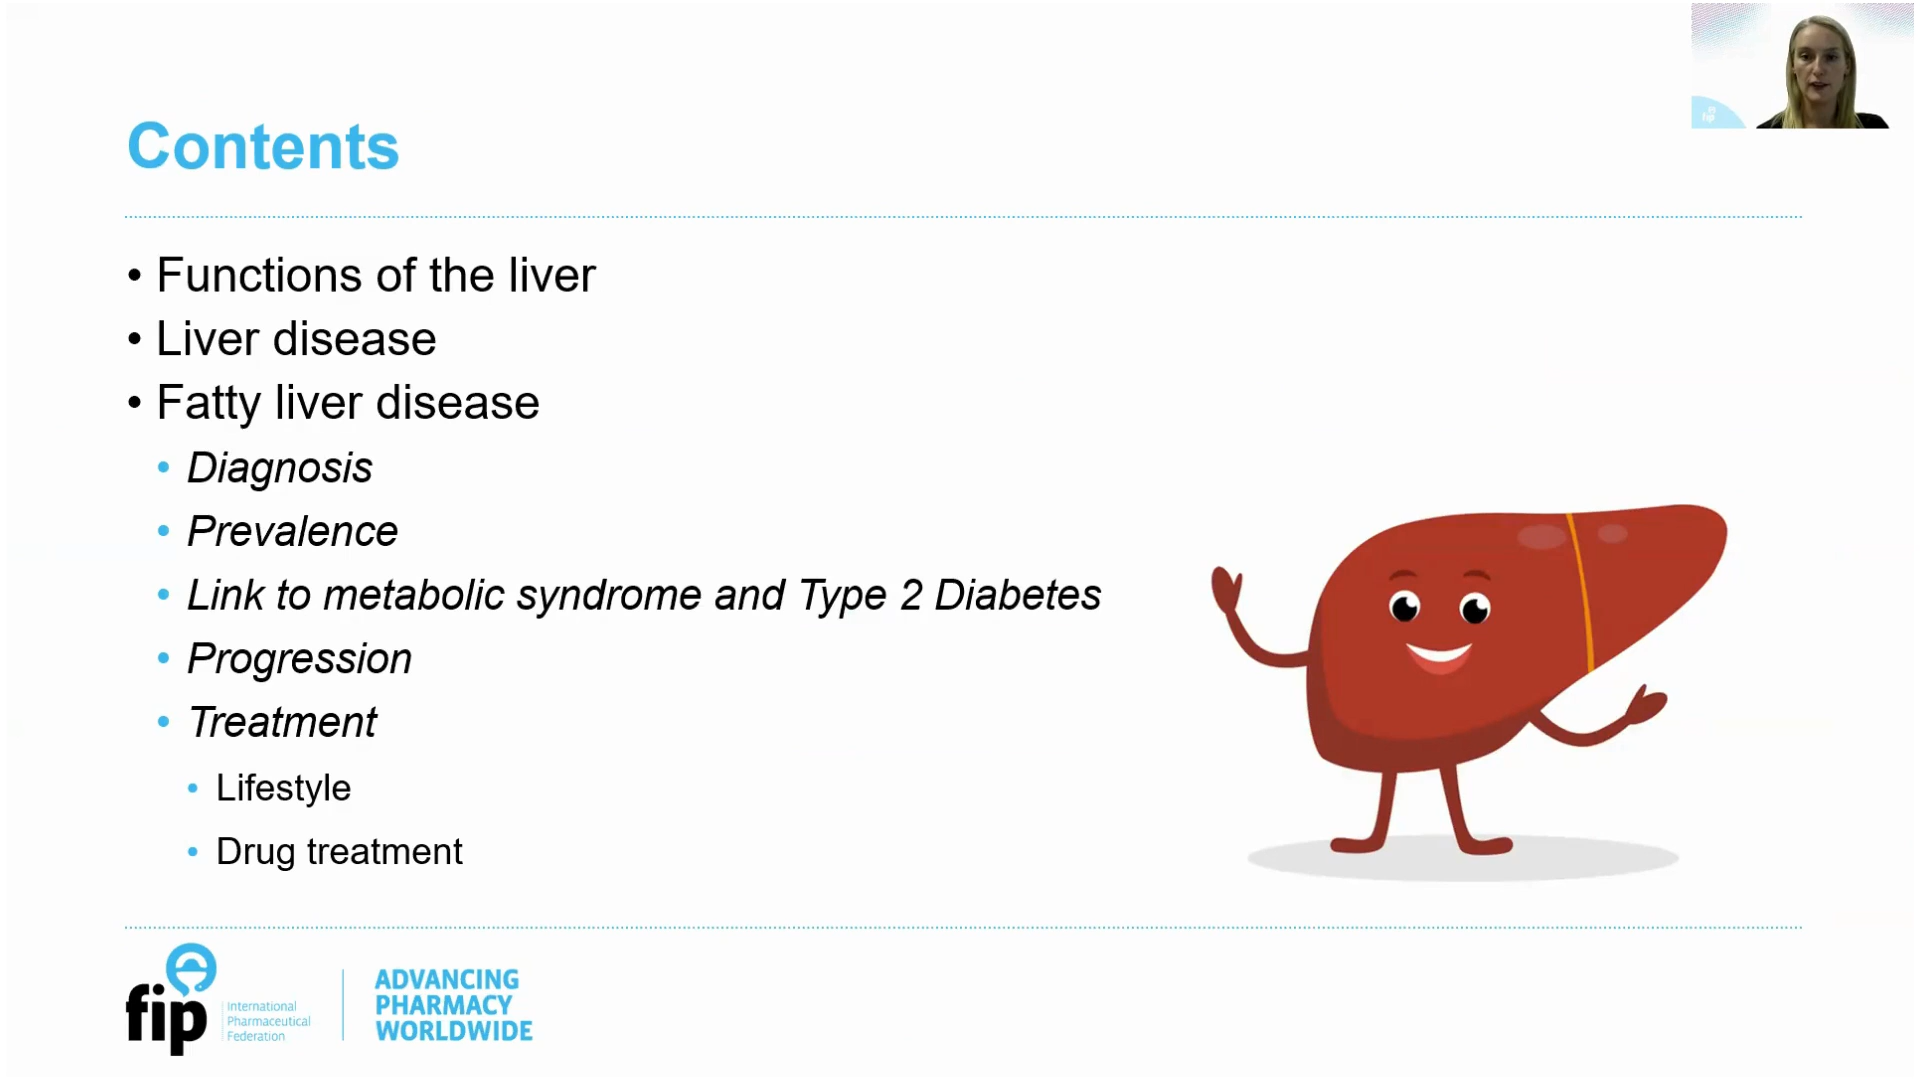 Contents
• Functions of the liver
• Liver disease
• Fatty liver disease
• Diagnosis
• Prevalence
• Link to metabolic syndrome and Type 2 Diabetes
• Progression
• Treatment
• Lifestyle
• Drug treatment
fip
International
Pharmaceutical
Federation
ADVANCING
PHARMACY
WORLDWIDE
fip